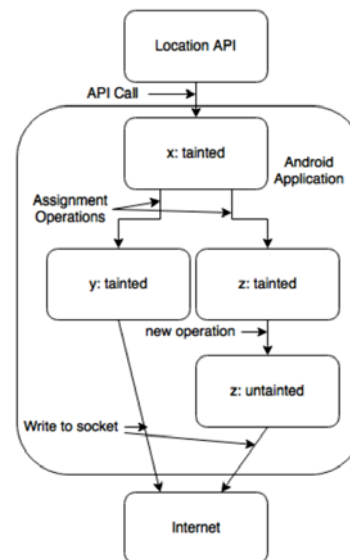 Location API
API Call
x: tainted
Android
Application
Assignment
Operations
y: tainted
z: tainted
new operation
z: untainted
Write to socket
Internet